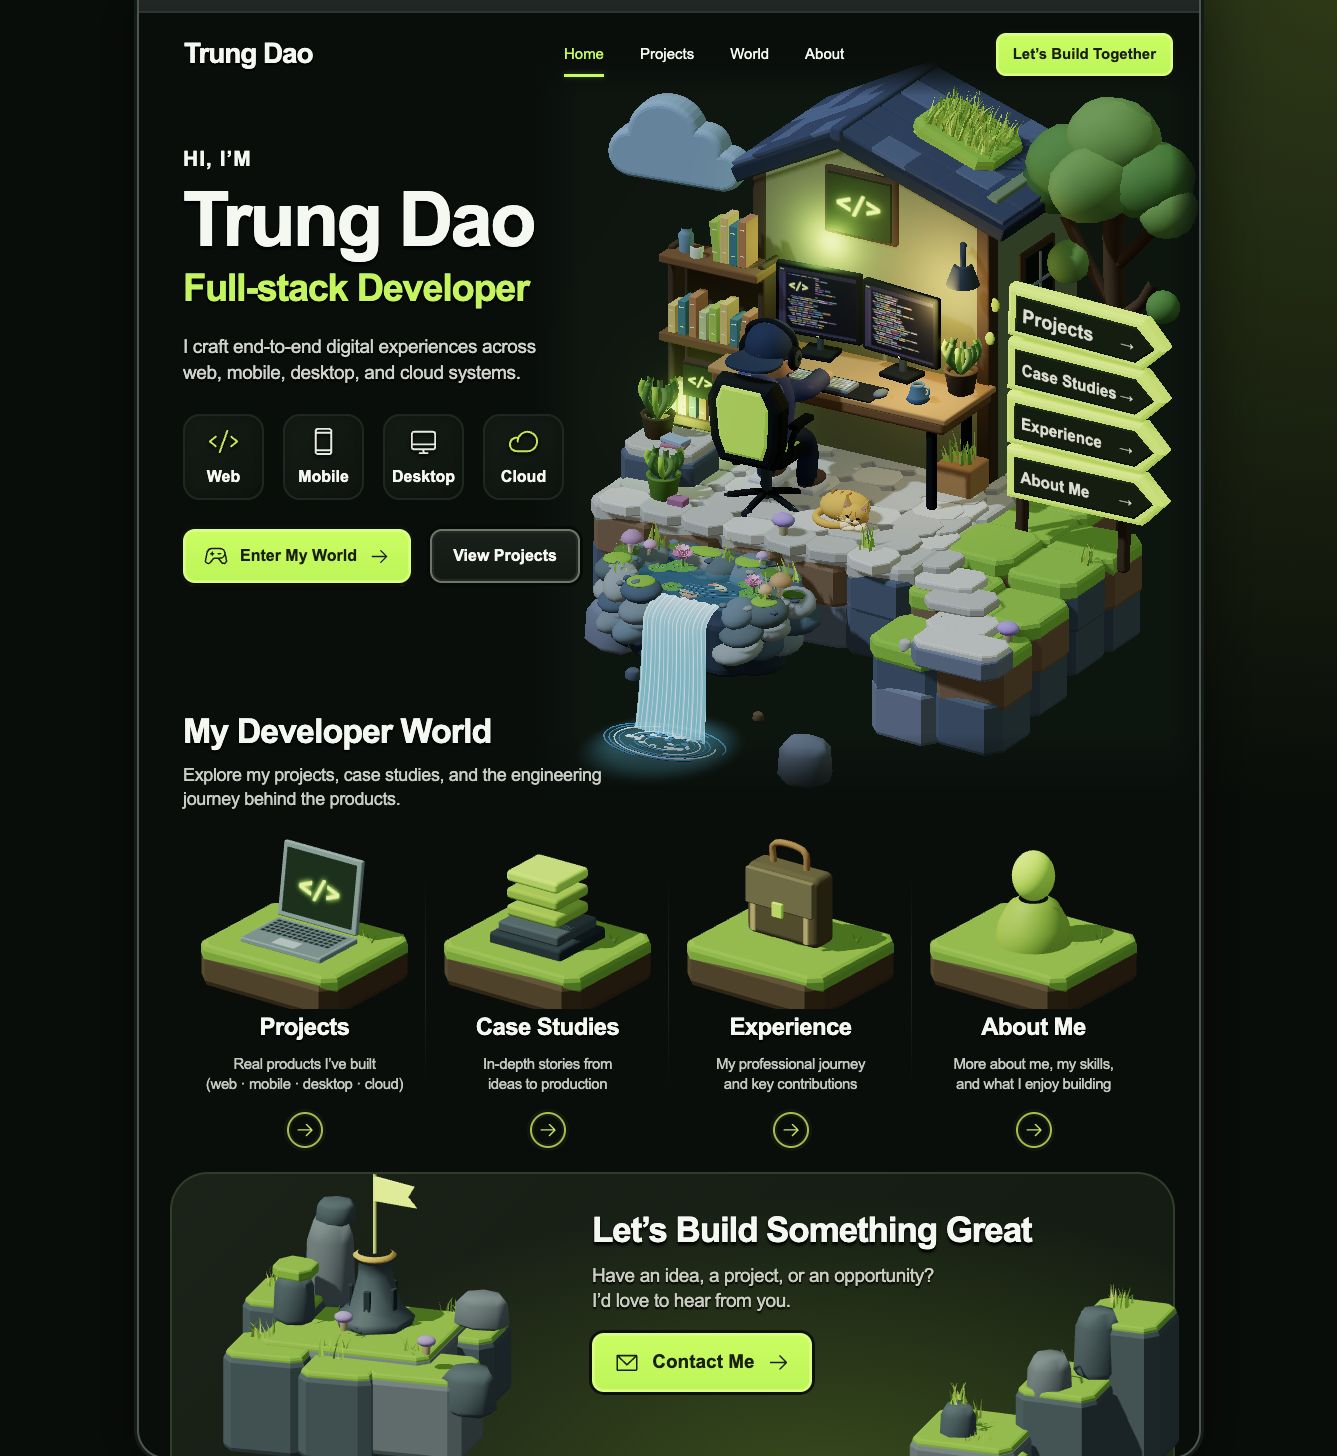 Trung Dao
Home
Projects
World
About
Let’s Build Together
HI, I’M
Trung Dao
Full-stack Developer
I craft end-to-end digital experiences across
web, mobile, desktop, and cloud systems.
</> Web
Mobile
Desktop
Cloud
Enter My World →
View Projects
</>
</>
</>
Projects →
Case Studies →
Experience →
About Me →
My Developer World
Explore my projects, case studies, and the engineering
journey behind the products.
</>
Projects
Real products I’ve built
(web · mobile · desktop · cloud)
→
Case Studies
In-depth stories from
ideas to production
→
Experience
My professional journey
and key contributions
→
About Me
More about me, my skills,
and what I enjoy building
→
Let’s Build Something Great
Have an idea, a project, or an opportunity?
I’d love to hear from you.
Contact Me →